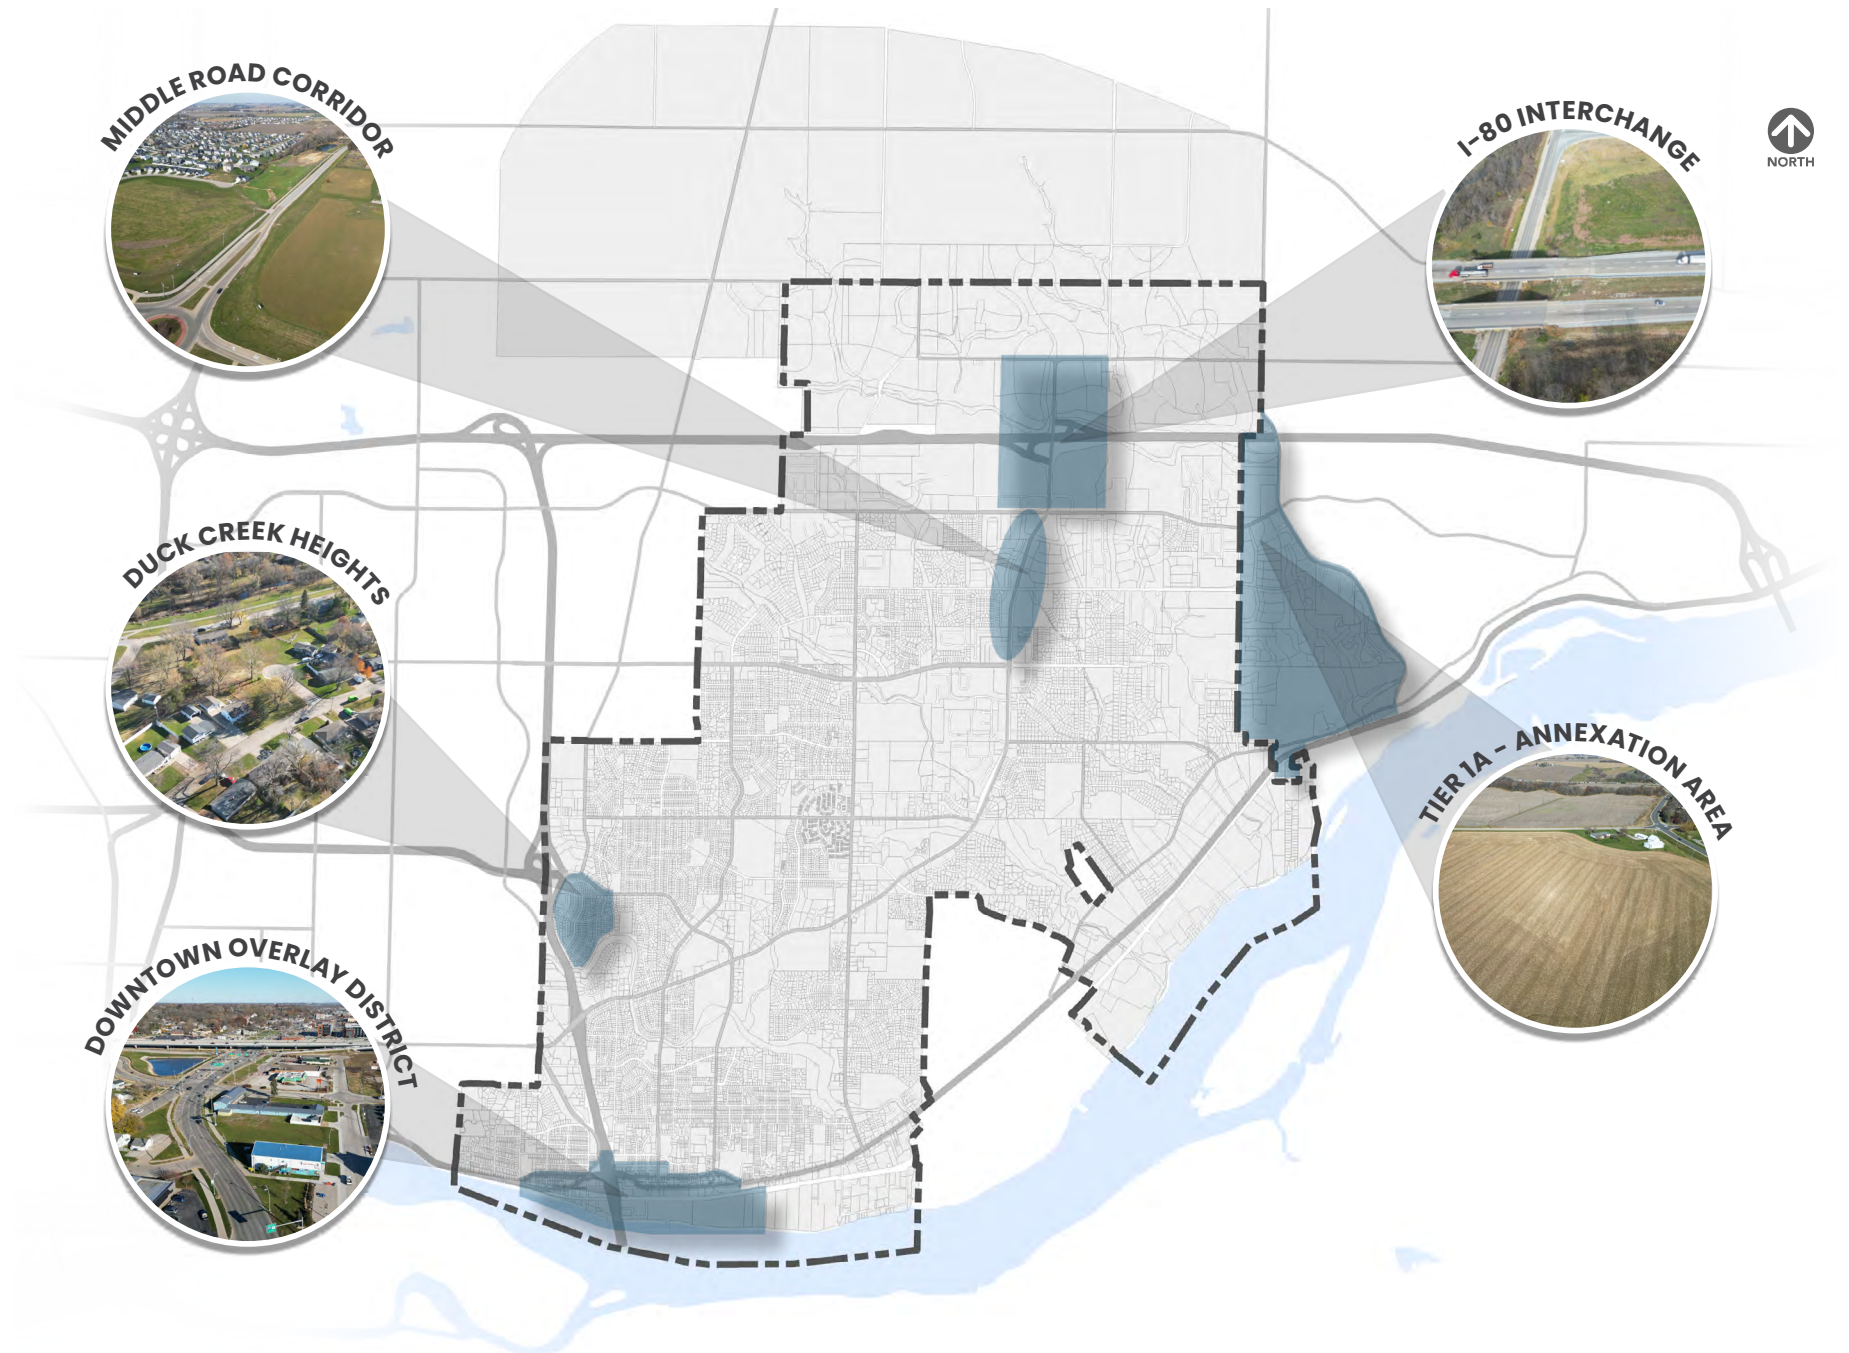 MIDDLE ROAD CORRIDOR
I-80 INTERCHANGE
NORTH
DUCK CREEK HEIGHTS
TIER 1A - ANNEXATION AREA
DOWNTOWN OVERLAY DISTRICT